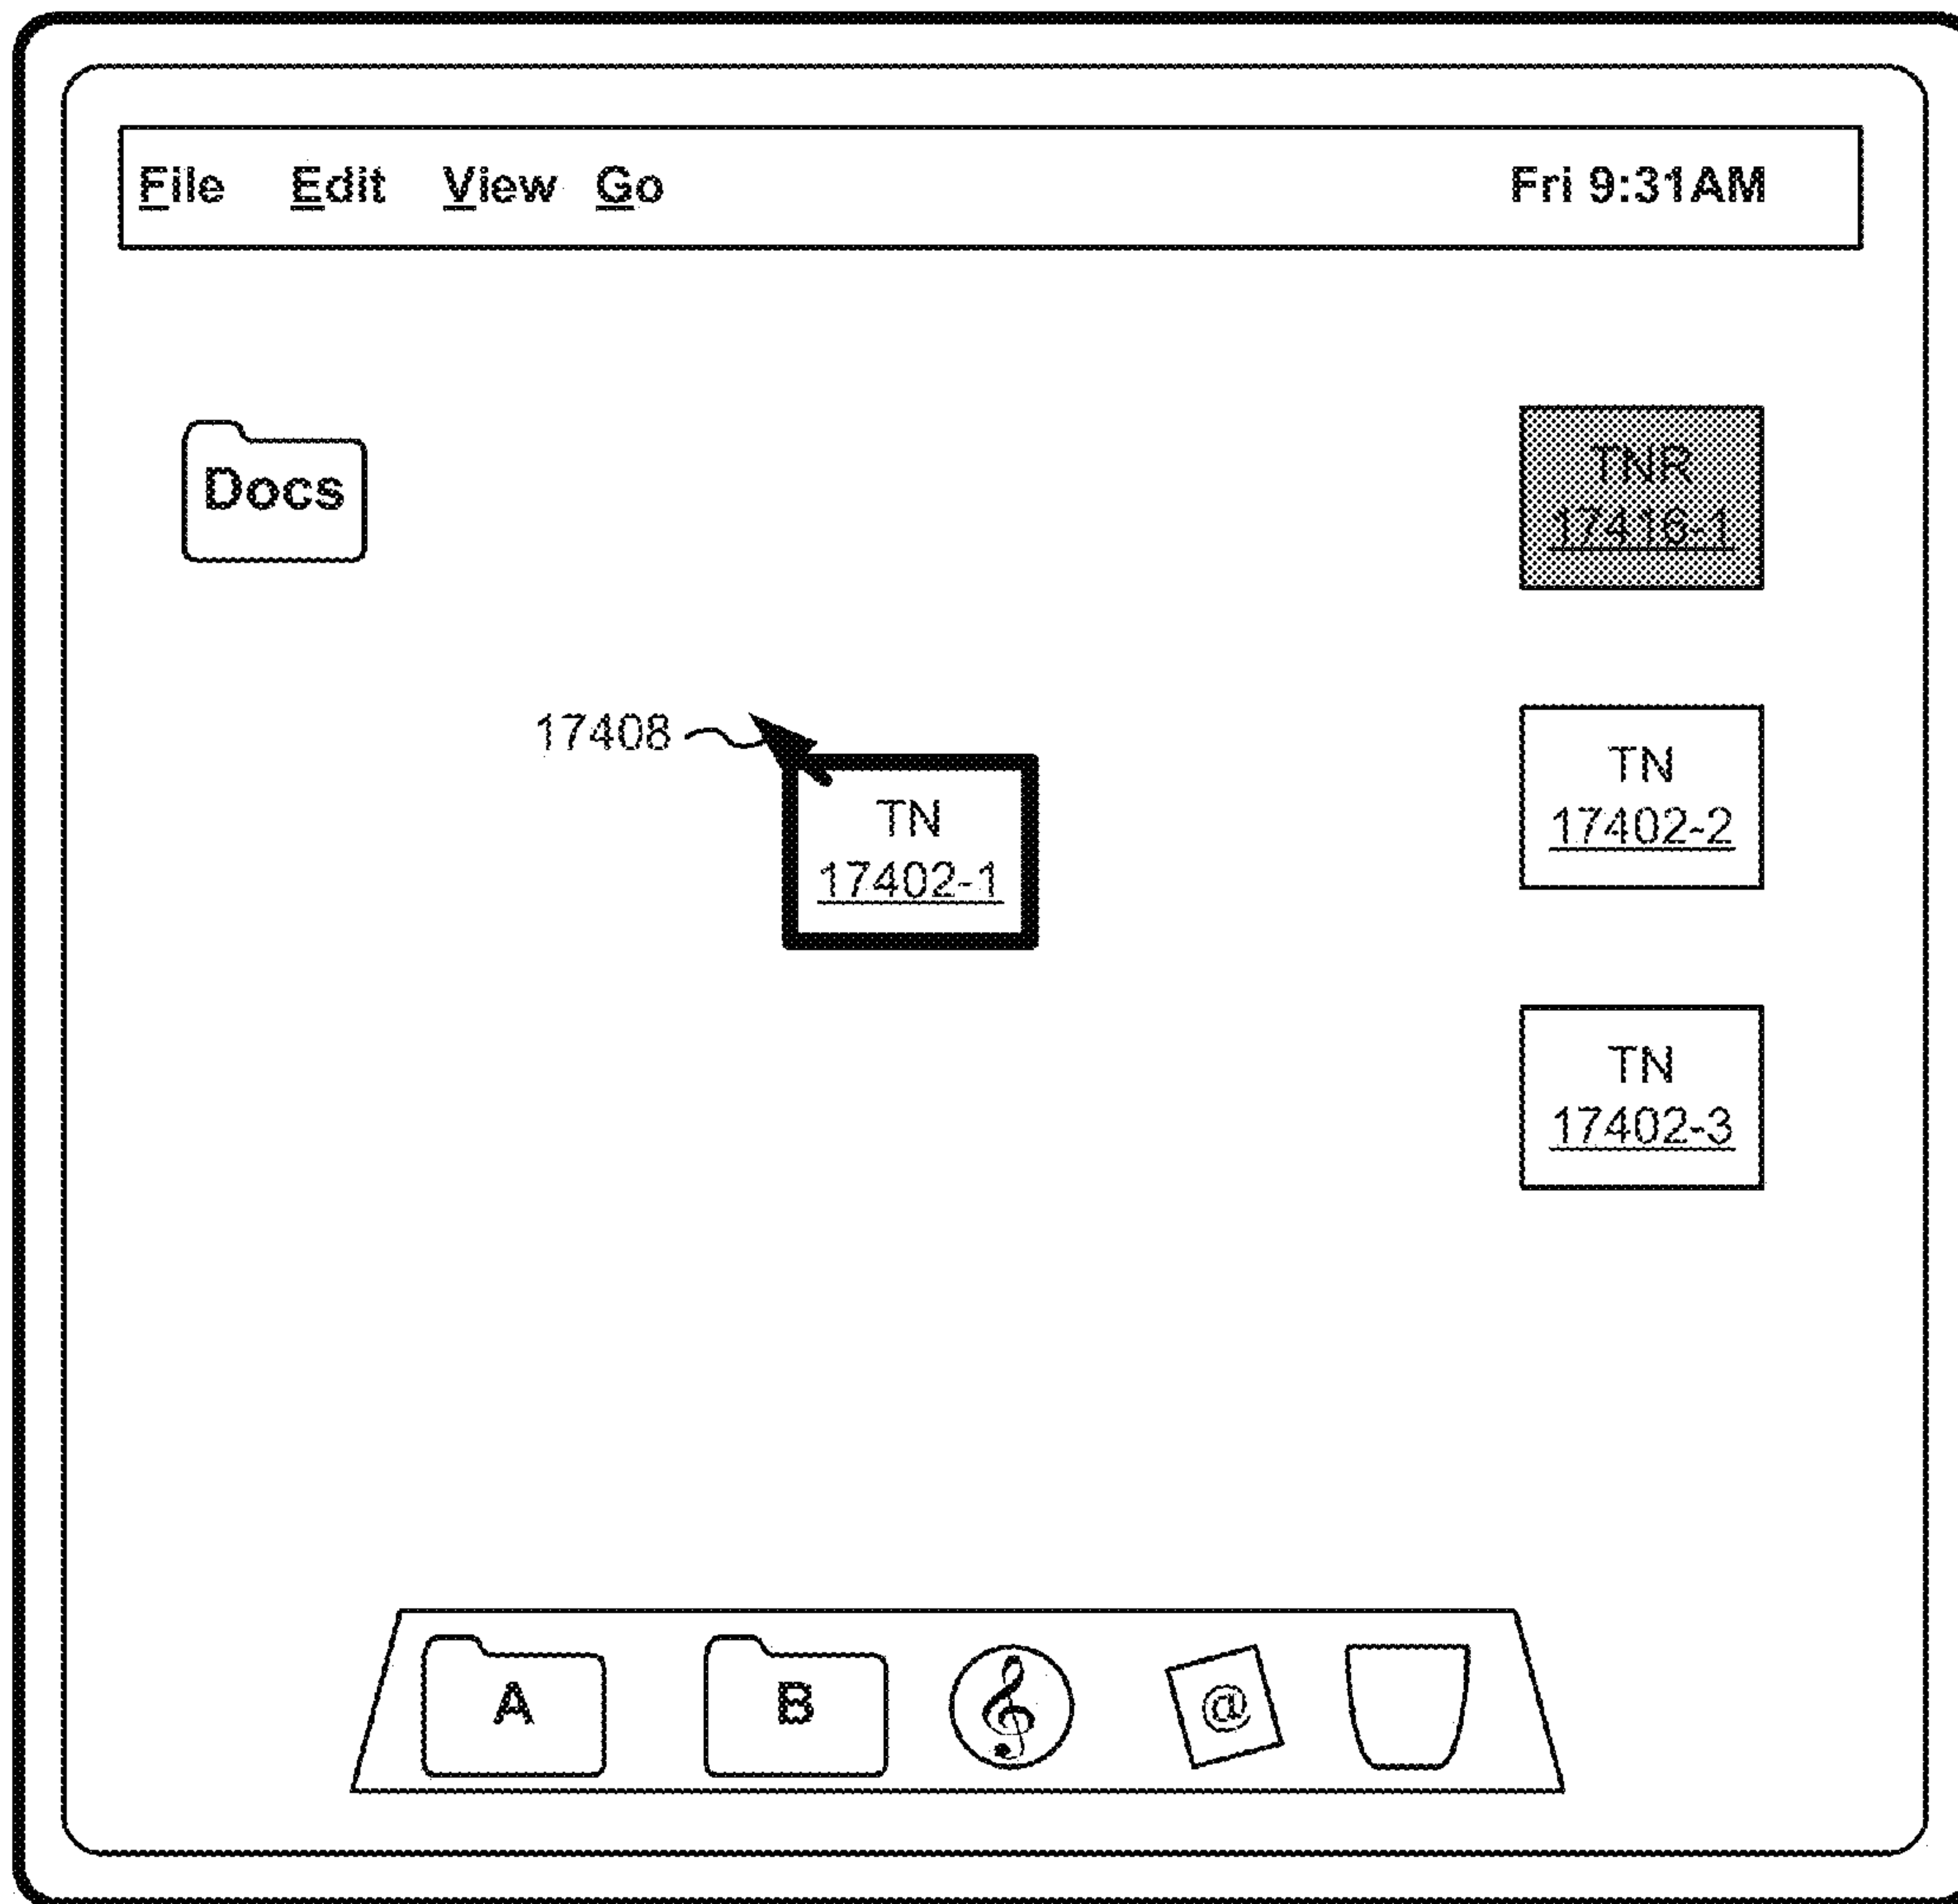 File Edit View Go Fri 9:31AM
Docs
TNR
17416-1
17408
TN
17402-1
TN
17402-2
TN
17402-3
A B @